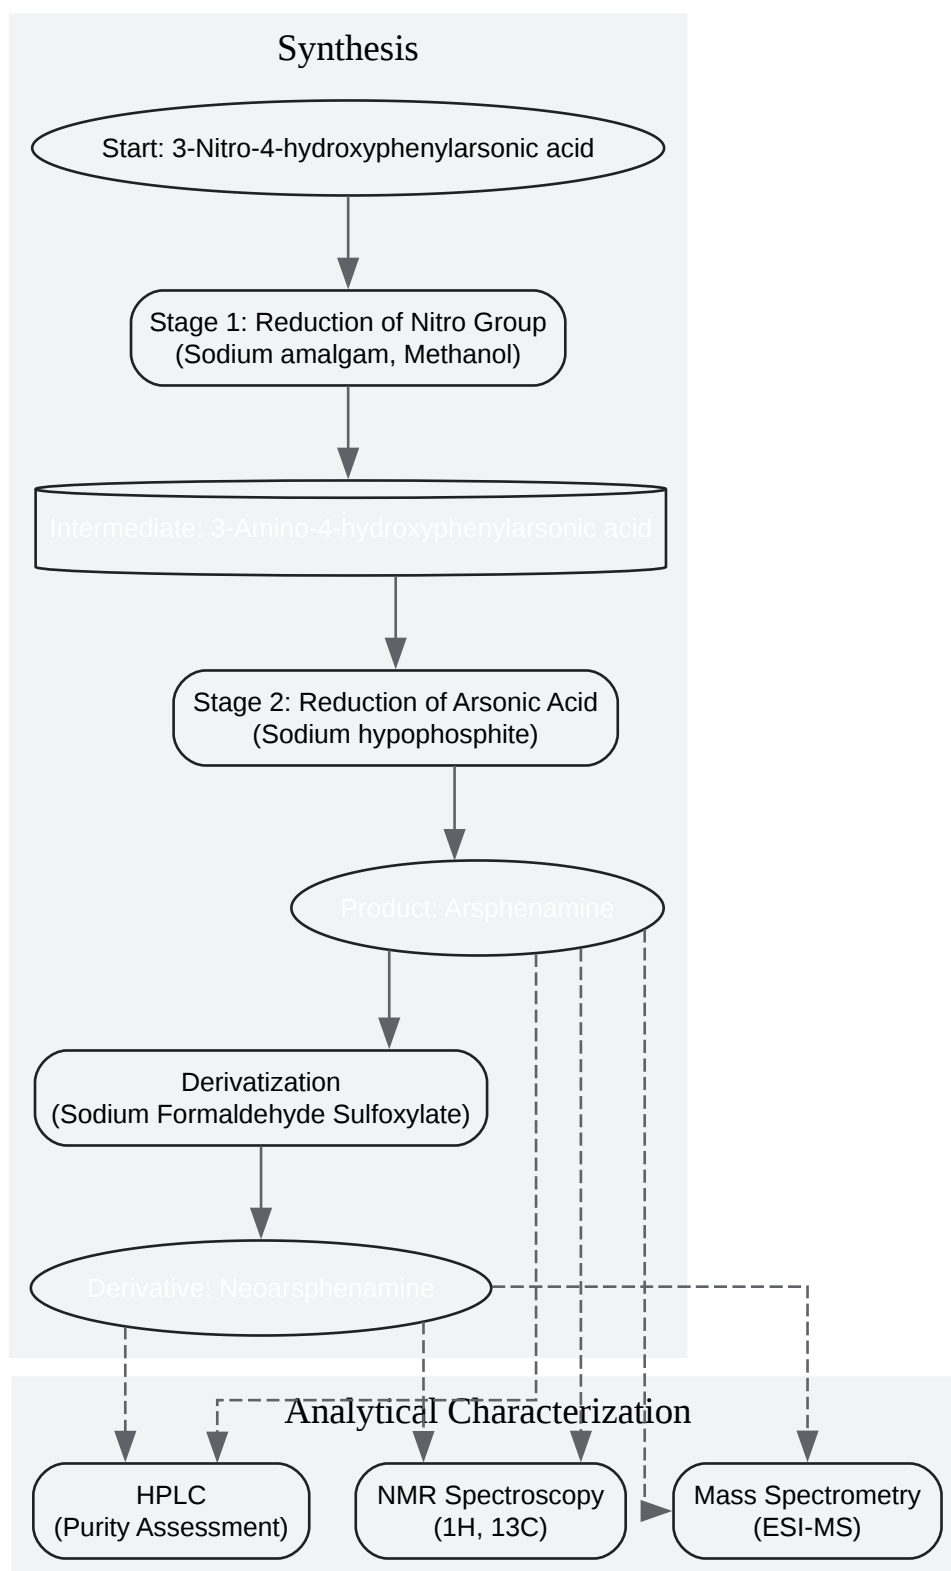 Synthesis
Start: 3-Nitro-4-hydroxyphenylarsonic acid
Stage 1: Reduction of Nitro Group
(Sodium amalgam, Methanol)
Intermediate: 3-Amino-4-hydroxyphenylarsonic acid
Stage 2: Reduction of Arsonic Acid
(Sodium hypophosphite)
Product: Arsphenamine
Derivatization
(Sodium Formaldehyde Sulfoxylate)
Derivative: Neoarsphenamine
Analytical Characterization
HPLC
(Purity Assessment)
NMR Spectroscopy
(1H, 13C)
Mass Spectrometry
(ESI-MS)